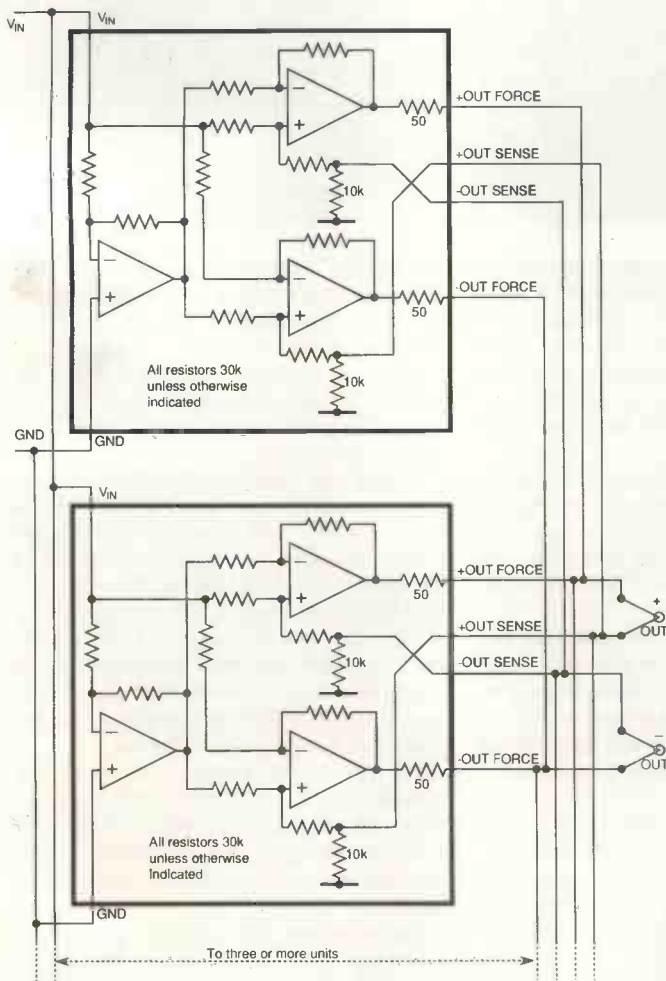 V_IN
V_IN
+OUT FORCE
50
+OUT SENSE
-OUT SENSE
10k
-OUT FORCE
50
10k
All resistors 30k
unless otherwise
indicated
GND
GND
V_IN
+OUT FORCE
50
+
OUT
+OUT SENSE
-OUT SENSE
10k
-
OUT
-OUT FORCE
50
10k
All resistors 30k
unless otherwise
indicated
GND
To three or more units